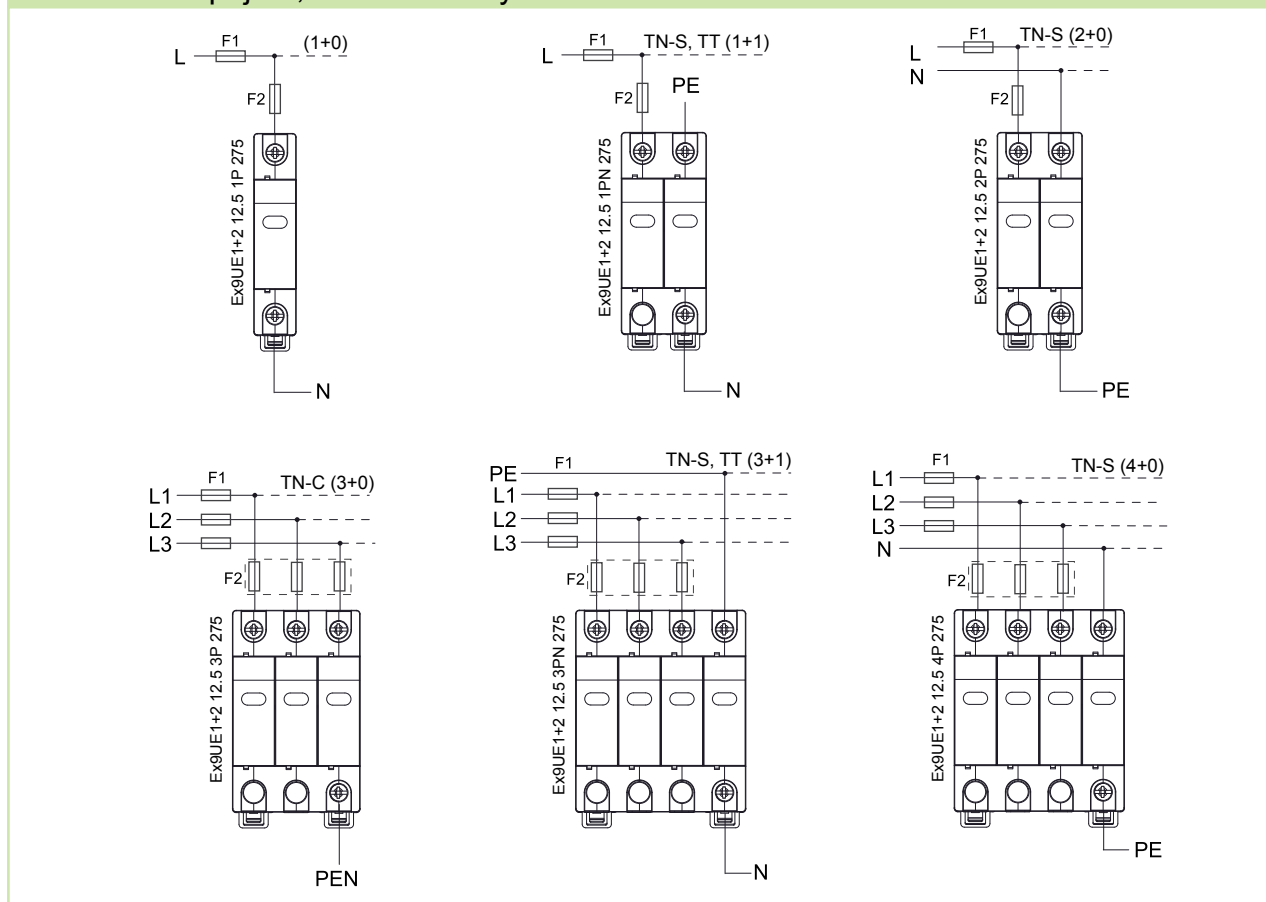 F1 (1+0)
L
F2
Ex9UE1+2 12.5 1P 275
N
F1 TN-S, TT (1+1)
L
F2 PE
Ex9UE1+2 12.5 1PN 275
N
F1 TN-S (2+0)
L
N
F2
Ex9UE1+2 12.5 2P 275
PE
F1 TN-C (3+0)
L1
L2
L3
F2
Ex9UE1+2 12.5 3P 275
PEN
F1 TN-S, TT (3+1)
PE
L1
L2
L3
F2
Ex9UE1+2 12.5 3PN 275
N
F1 TN-S (4+0)
L1
L2
L3
N
F2
Ex9UE1+2 12.5 4P 275
PE